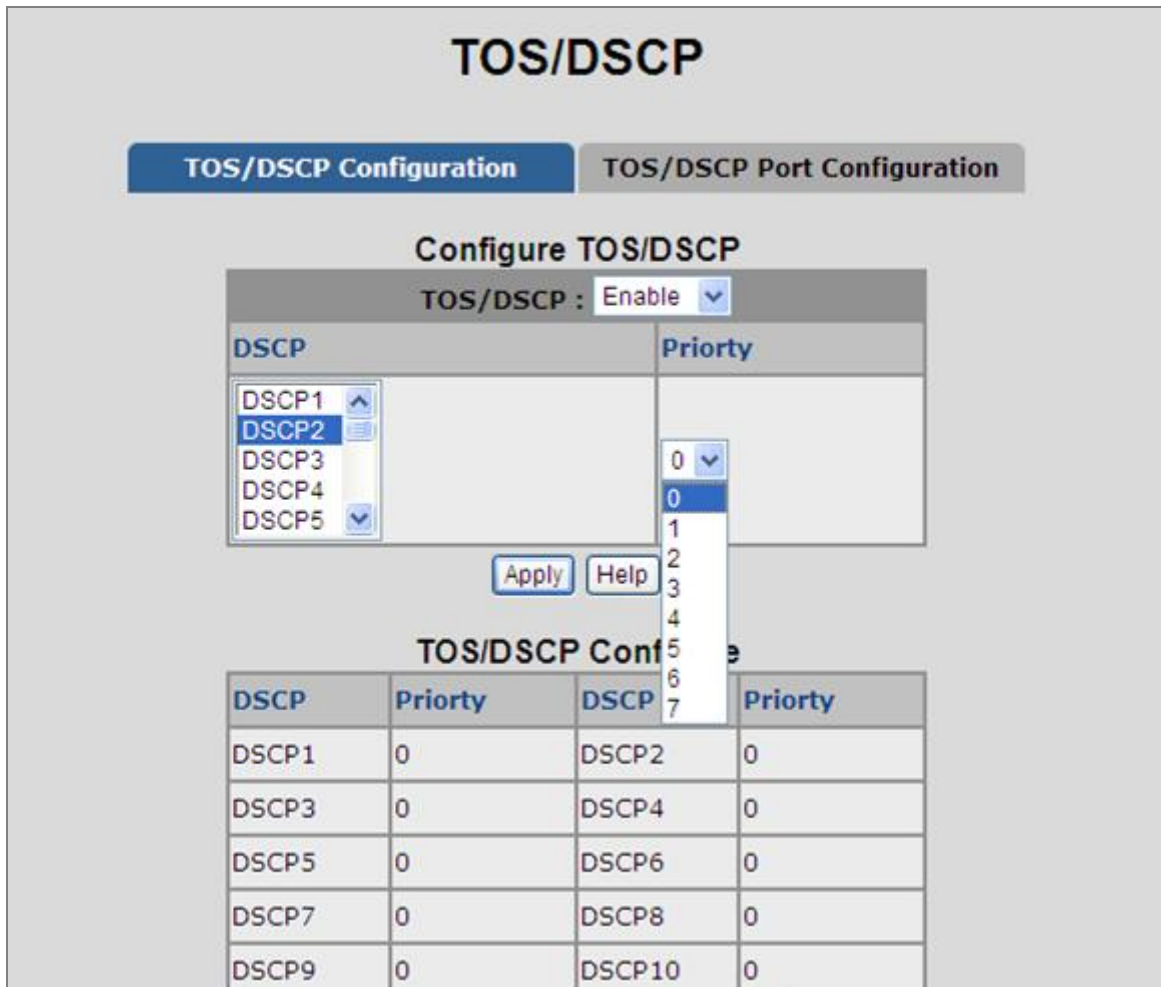 TOS/DSCP
TOS/DSCP Configuration TOS/DSCP Port Configuration
Configure TOS/DSCP
TOS/DSCP : Enable
DSCP Priorty
DSCP1
DSCP2
DSCP3
DSCP4
DSCP5
0
0
1
2
3
4
5
6
7
Apply Help
TOS/DSCP Conf e
DSCP Priorty DSCP Priorty
DSCP1 0 DSCP2 0
DSCP3 0 DSCP4 0
DSCP5 0 DSCP6 0
DSCP7 0 DSCP8 0
DSCP9 0 DSCP10 0